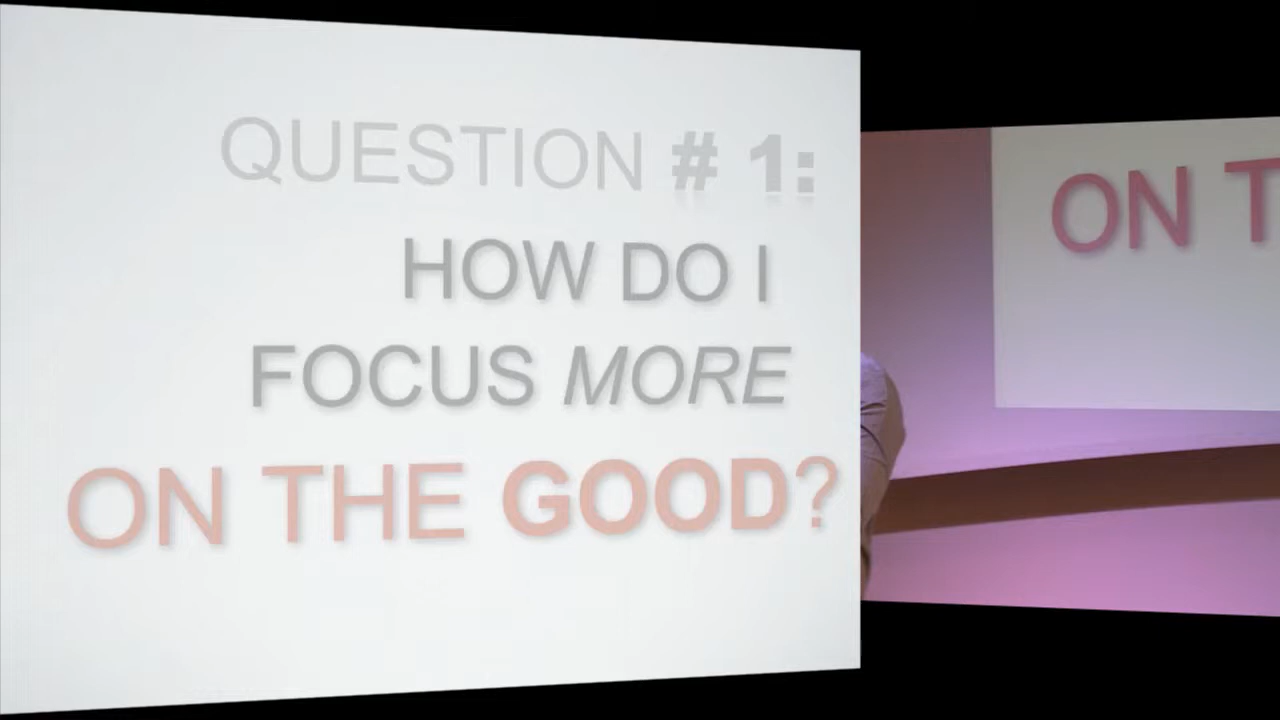 QUESTION # 1:
HOW DO I
FOCUS MORE
ON THE GOOD?
ON T